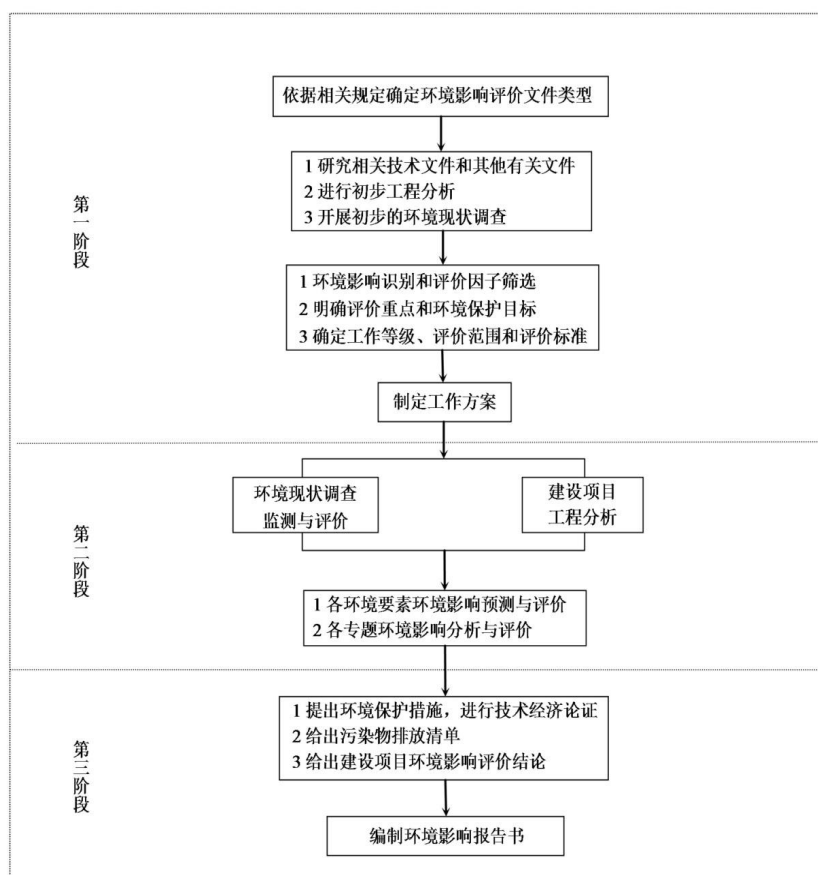 第一阶段
依据相关规定确定环境影响评价文件类型
1 研究相关技术文件和其他有关文件
2 进行初步工程分析
3 开展初步的环境现状调查
1 环境影响识别和评价因子筛选
2 明确评价重点和环境保护目标
3 确定工作等级、评价范围和评价标准
制定工作方案
第二阶段
环境现状调查
监测与评价
建设项目
工程分析
1 各环境要素环境影响预测与评价
2 各专题环境影响分析与评价
第三阶段
1 提出环境保护措施，进行技术经济论证
2 给出污染物排放清单
3 给出建设项目环境影响评价结论
编制环境影响报告书